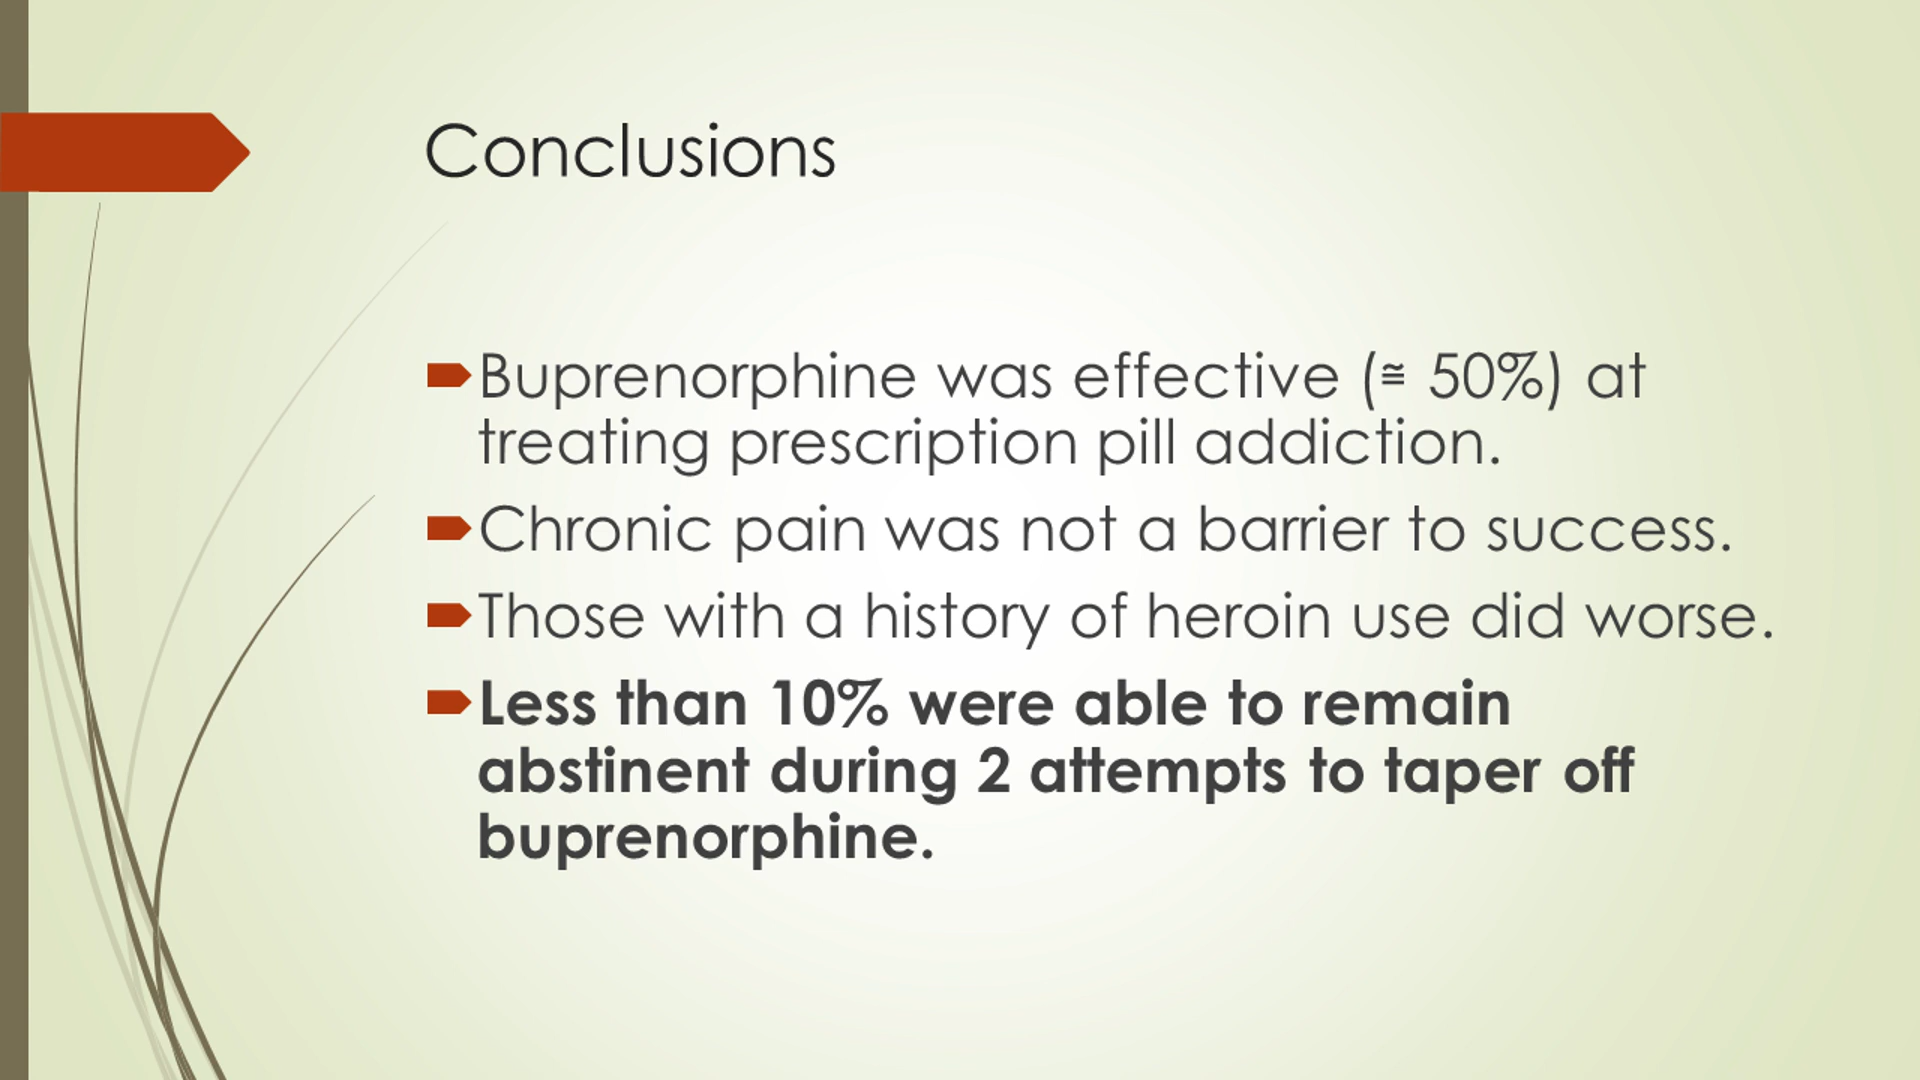 Conclusions
Buprenorphine was effective (≅ 50%) at
treating prescription pill addiction.
Chronic pain was not a barrier to success.
Those with a history of heroin use did worse.
Less than 10% were able to remain
abstinent during 2 attempts to taper off
buprenorphine.